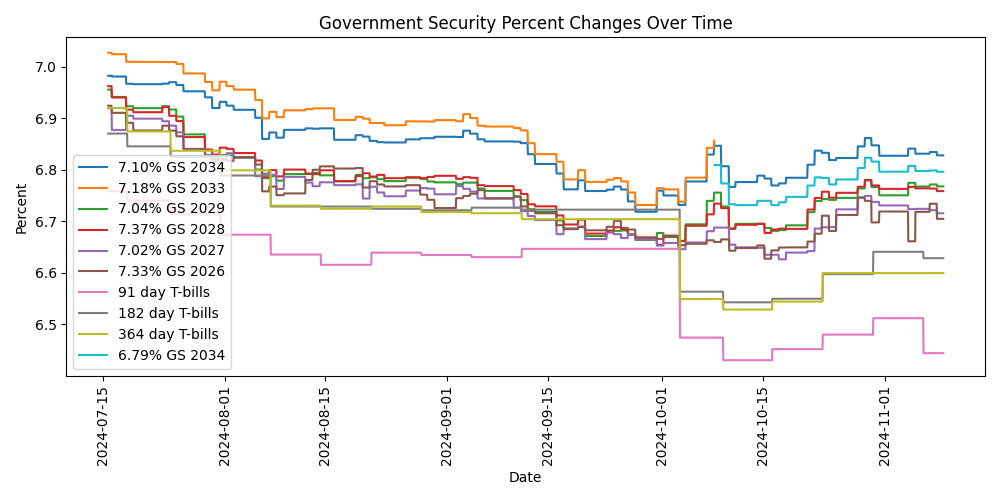 Government Security Percent Changes Over Time
Percent
7.0
6.9
6.8
6.7
6.6
6.5
7.10% GS 2034
7.18% GS 2033
7.04% GS 2029
7.37% GS 2028
7.02% GS 2027
7.33% GS 2026
91 day T-bills
182 day T-bills
364 day T-bills
6.79% GS 2034
2024-07-15
2024-08-01
2024-08-15
2024-09-01
2024-09-15
2024-10-01
2024-10-15
2024-11-01
Date